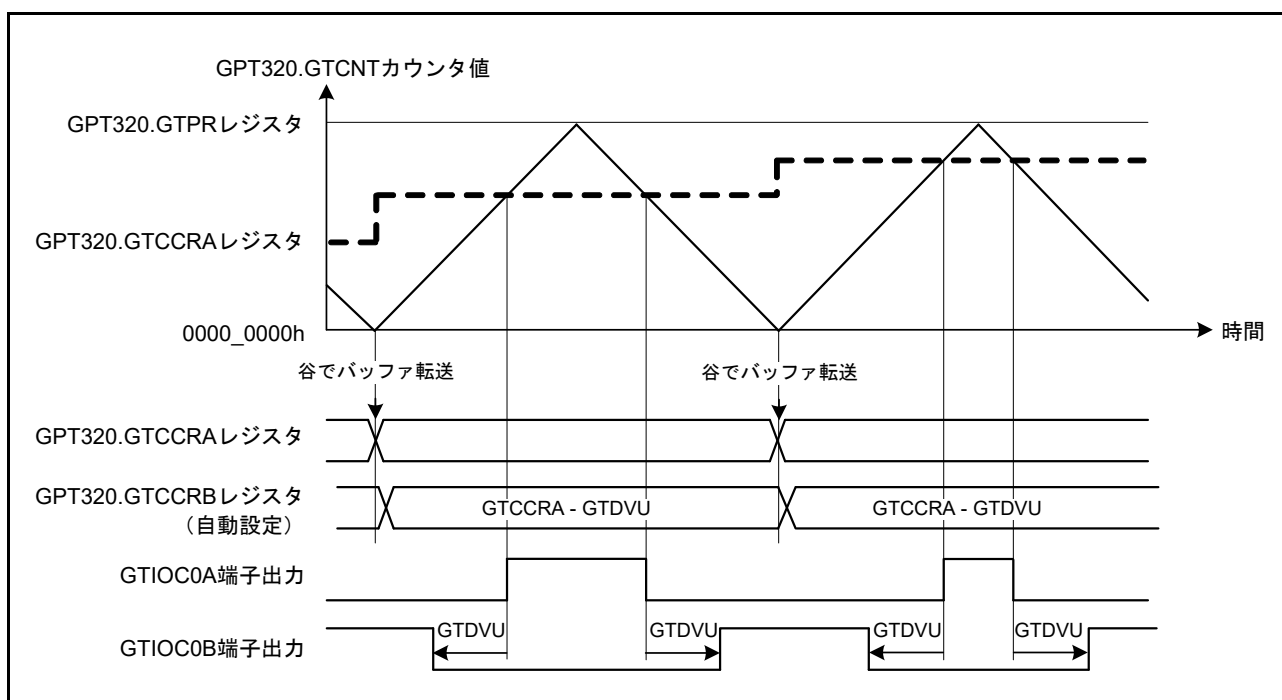 GPT320.GTCNTカウンタ値
GPT320.GTPRレジスタ
GPT320.GTCCRAレジスタ
0000_0000h
時間
谷でバッファ転送
谷でバッファ転送
GPT320.GTCCRAレジスタ
GPT320.GTCCRBレジスタ
（自動設定）
GTCCRA - GTDVU
GTCCRA - GTDVU
GTIOC0A端子出力
GTIOC0B端子出力
GTDVU
GTDVU
GTDVU
GTDVU